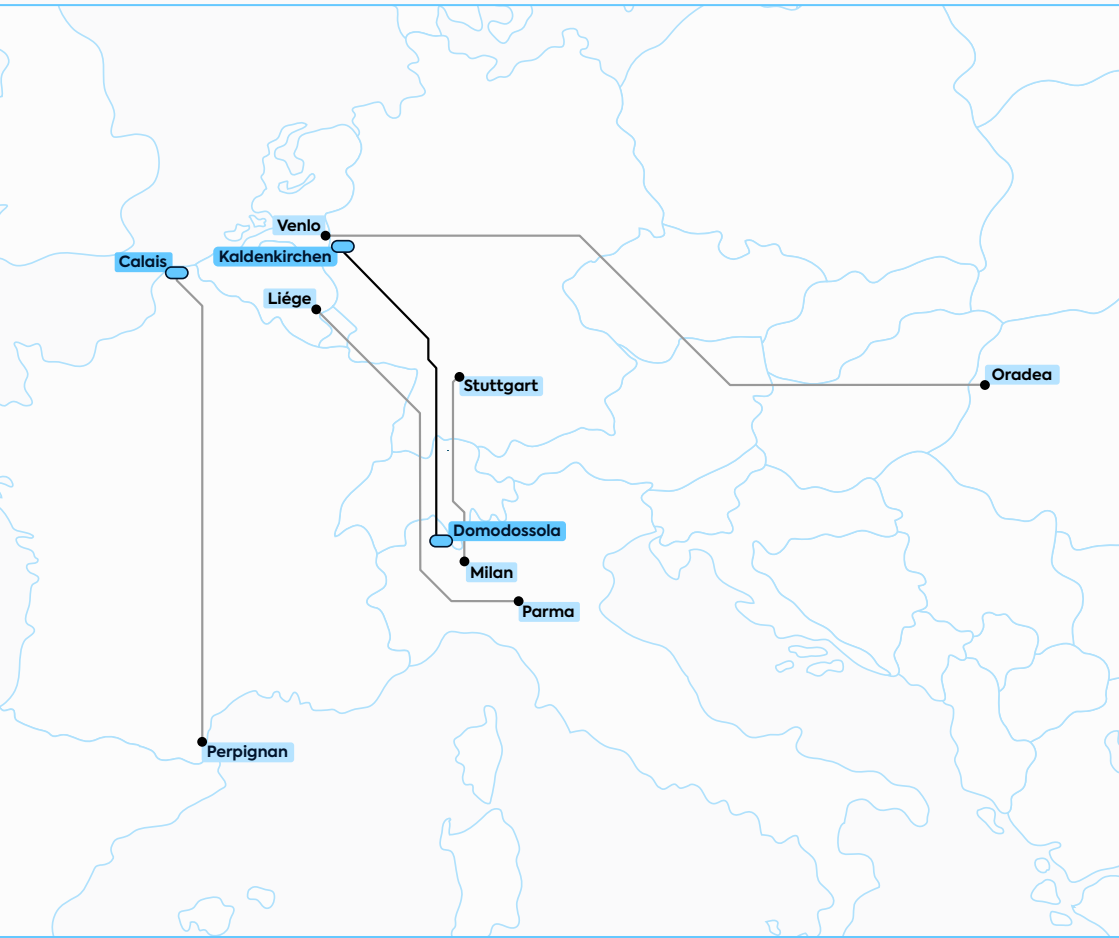 Venlo
Kaldenkirchen
Calais
Liége
Oradea
Stuttgart
Domodossola
Milan
Parma
Perpignan